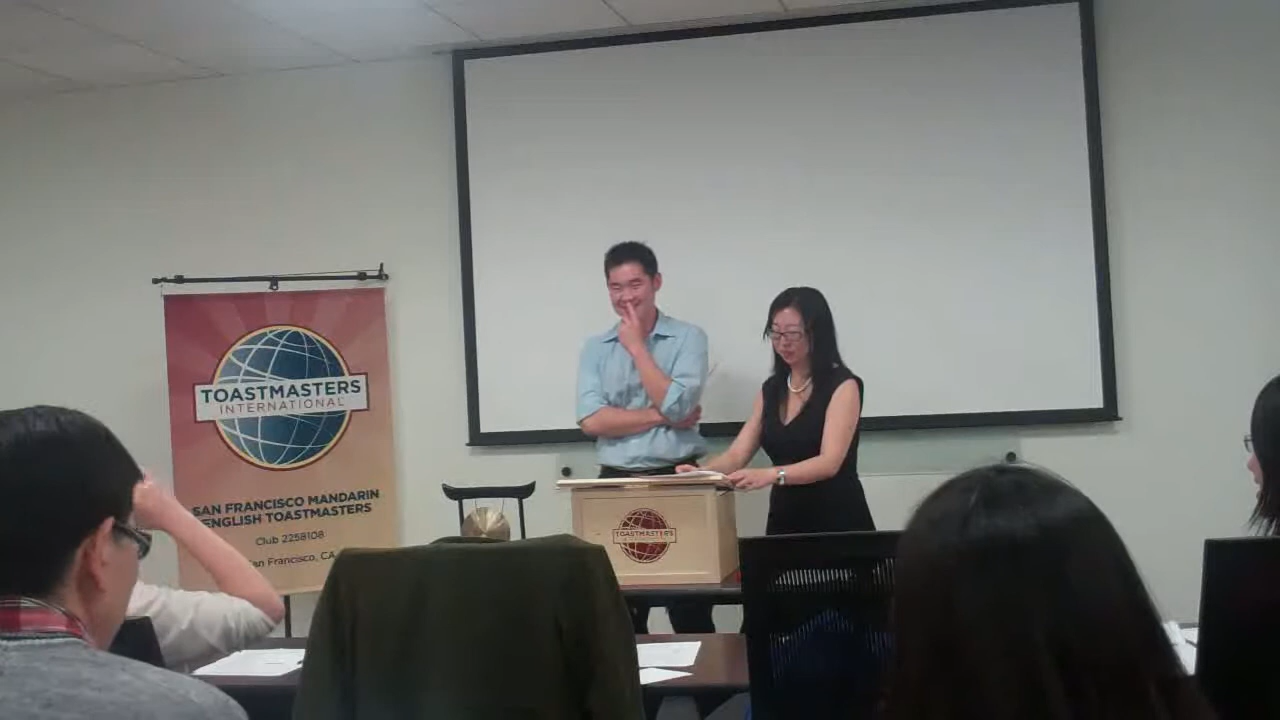 TOASTMASTERS
INTERNATIONAL
SAN FRANCISCO MANDARIN
ENGLISH TOASTMASTERS
Club 2258108
San Francisco, CA
TOASTMASTERS